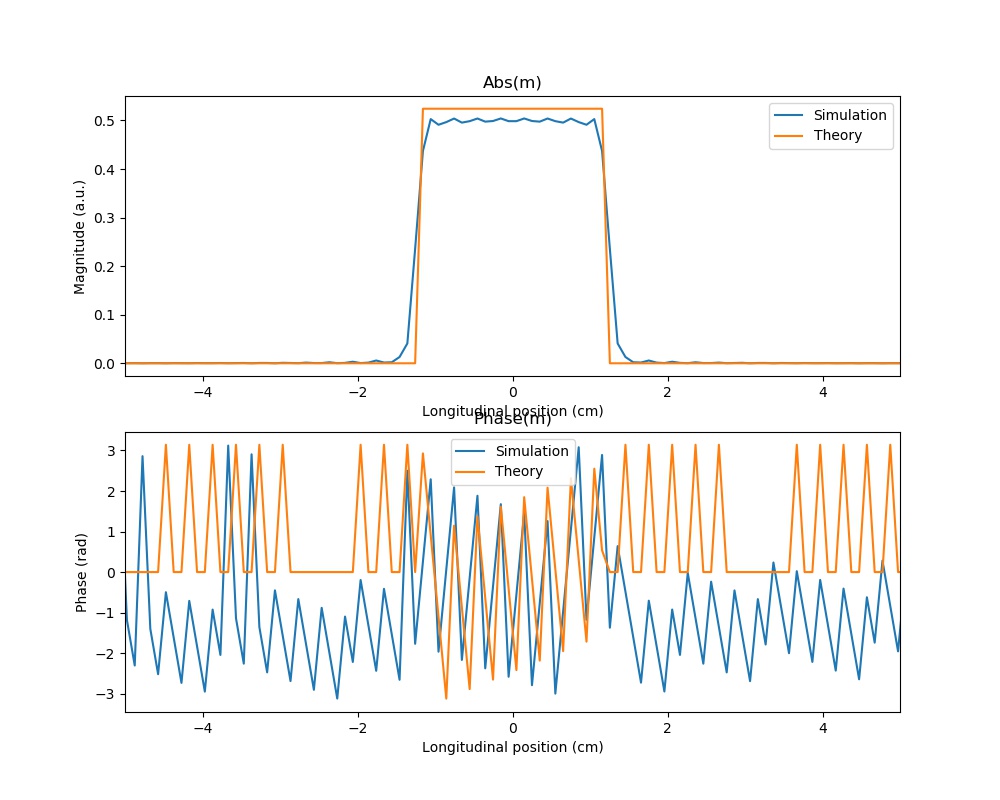 Abs(m)
Magnitude (a.u.)
0.5
0.4
0.3
0.2
0.1
0.0
Simulation
Theory
−4
−2
0
2
4
Longitudinal position (cm)
Phase(m)
Phase (rad)
3
2
1
0
−1
−2
−3
Simulation
Theory
−4
−2
0
2
4
Longitudinal position (cm)